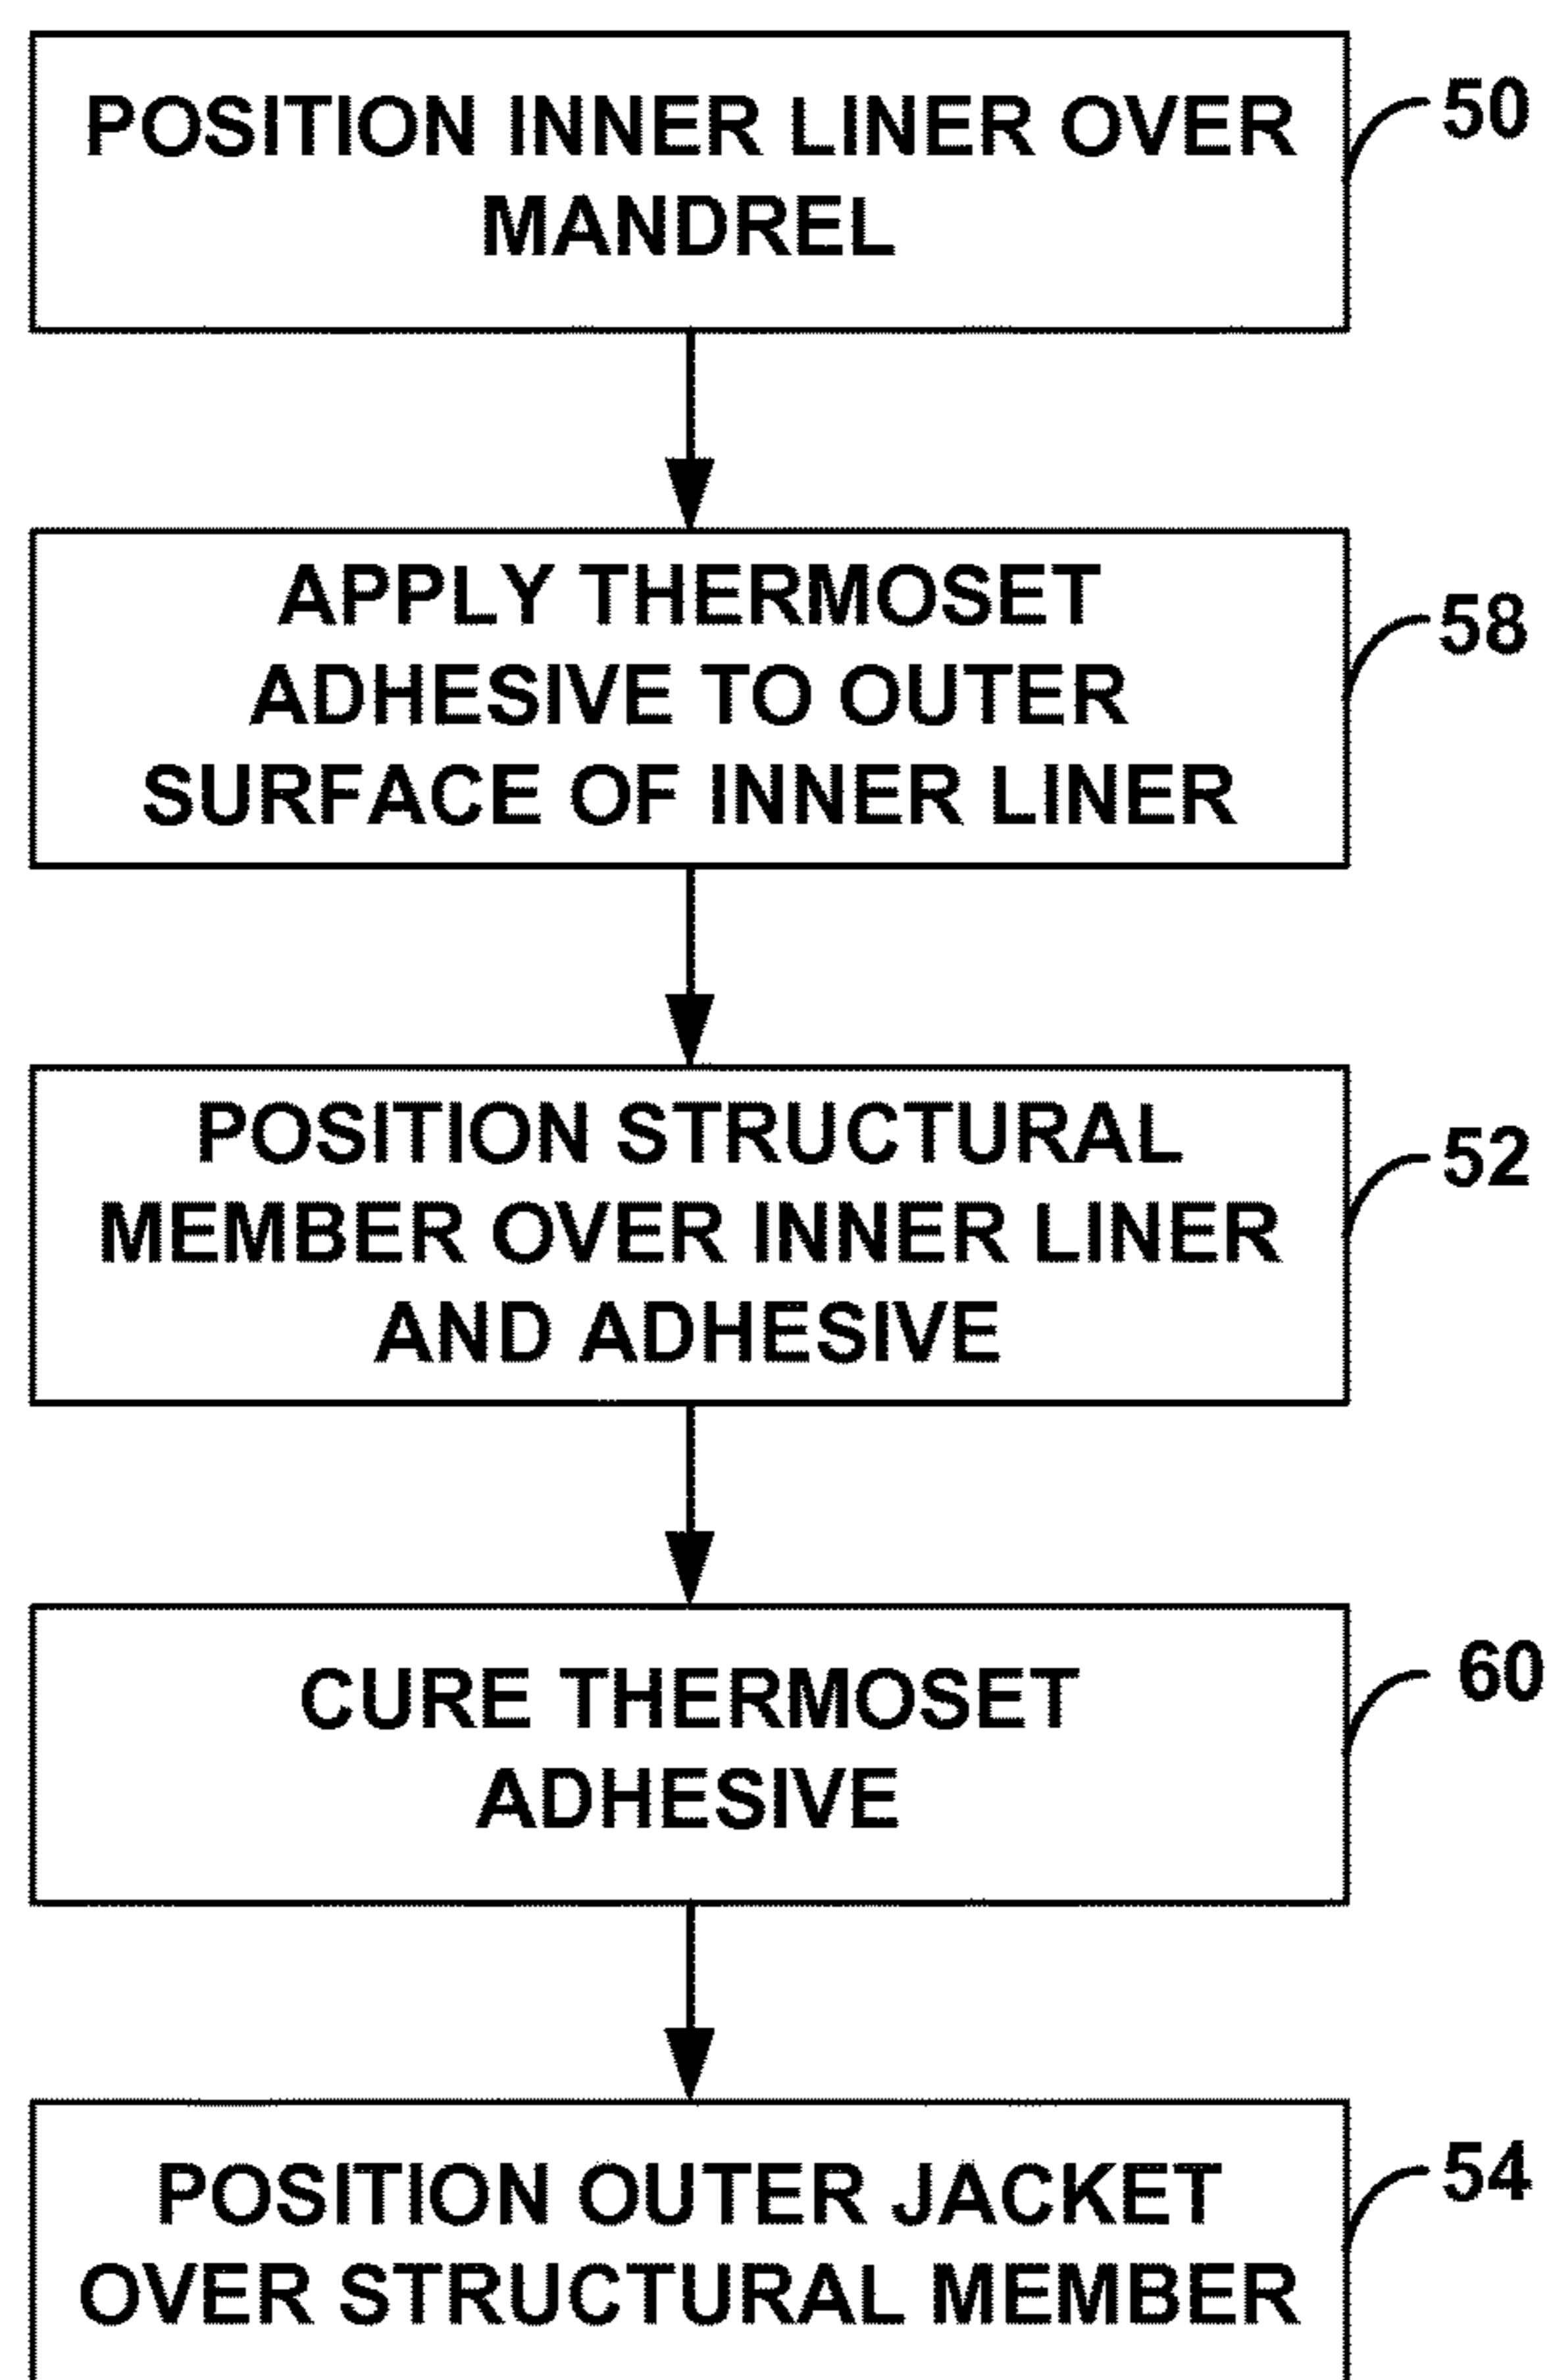 POSITION INNER LINER OVER
MANDREL
50
APPLY THERMOSET
ADHESIVE TO OUTER
SURFACE OF INNER LINER
58
POSITION STRUCTURAL
MEMBER OVER INNER LINER
AND ADHESIVE
52
CURE THERMOSET
ADHESIVE
60
POSITION OUTER JACKET
OVER STRUCTURAL MEMBER
54